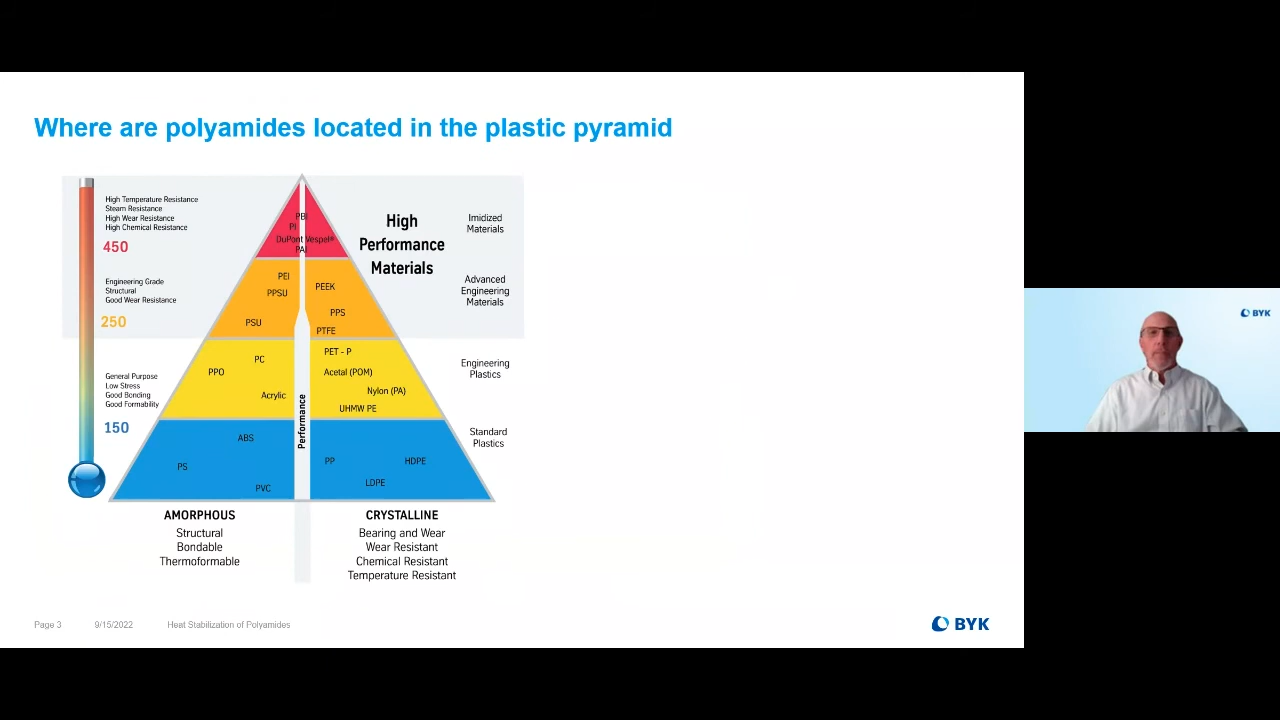 Where are polyamides located in the plastic pyramid
High Temperature Resistance
Steam Resistance
High Wear Resistance
High Chemical Resistance
450
Engineering Grade
Structural
Good Wear Resistance
250
General Purpose
Low Stress
Good Bonding
Good Formability
150
PBI
PI
DuPont Vespel®
PAI
High
Performance
Materials
Imidized
Materials
PEI
PPSU
PSU
PEEK
PPS
PTFE
Advanced
Engineering
Materials
PC
PPO
Acrylic
PET - P
Acetal (POM)
Nylon (PA)
UHMW PE
Engineering
Plastics
Performance
ABS
PS
PVC
PP
HDPE
LDPE
Standard
Plastics
AMORPHOUS
Structural
Bondable
Thermoformable
CRYSTALLINE
Bearing and Wear
Wear Resistant
Chemical Resistant
Temperature Resistant
Page 3 9/15/2022 Heat Stabilization of Polyamides
BYK
BYK